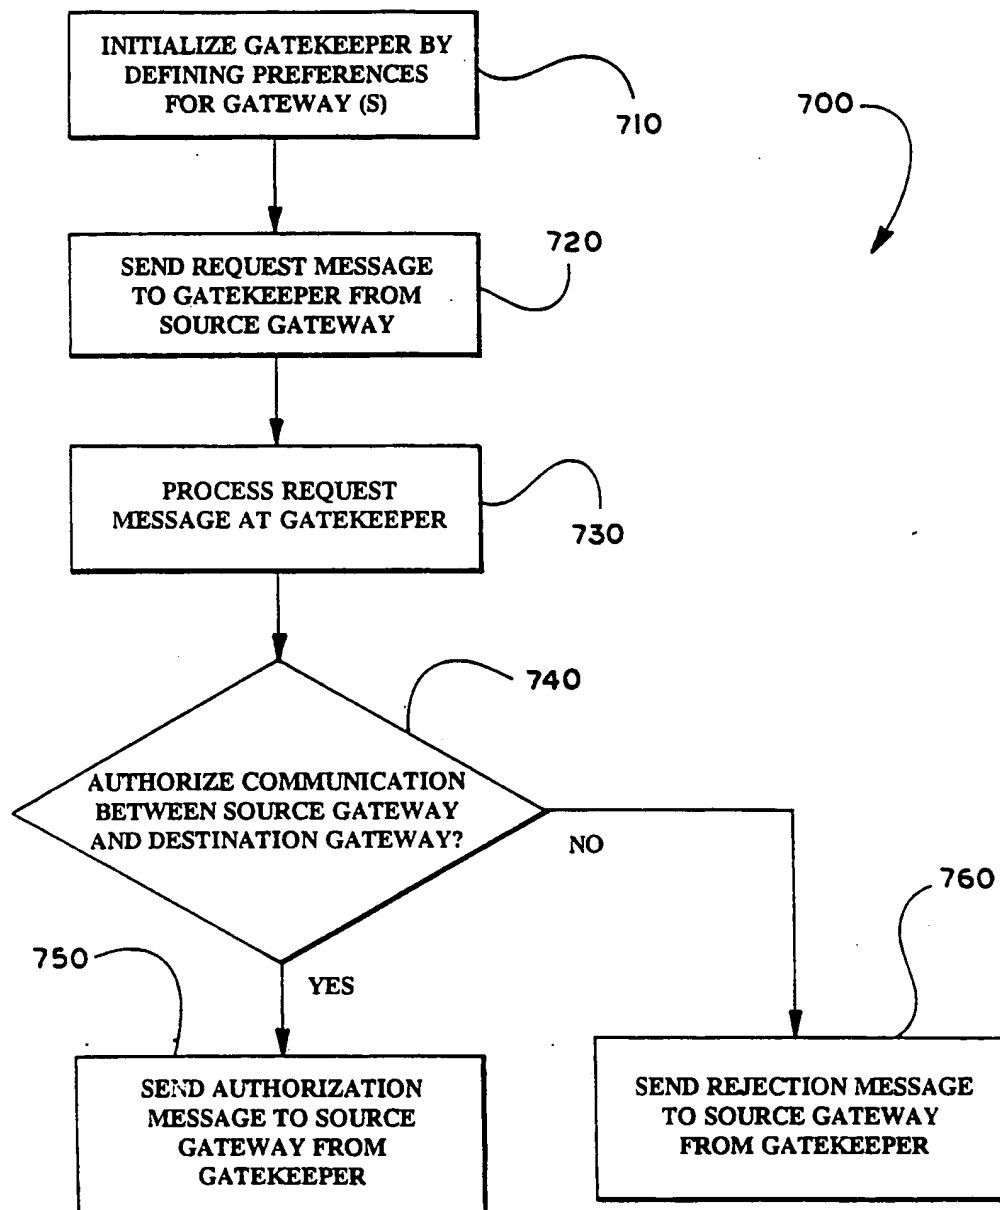 INITIALIZE GATEKEEPER BY
DEFINING PREFERENCES
FOR GATEWAY (S)
710
700
SEND REQUEST MESSAGE
TO GATEKEEPER FROM
SOURCE GATEWAY
720
PROCESS REQUEST
MESSAGE AT GATEKEEPER
730
740
AUTHORIZE COMMUNICATION
BETWEEN SOURCE GATEWAY
AND DESTINATION GATEWAY?
NO
760
750
YES
SEND AUTHORIZATION
MESSAGE TO SOURCE
GATEWAY FROM
GATEKEEPER
SEND REJECTION MESSAGE
TO SOURCE GATEWAY
FROM GATEKEEPER